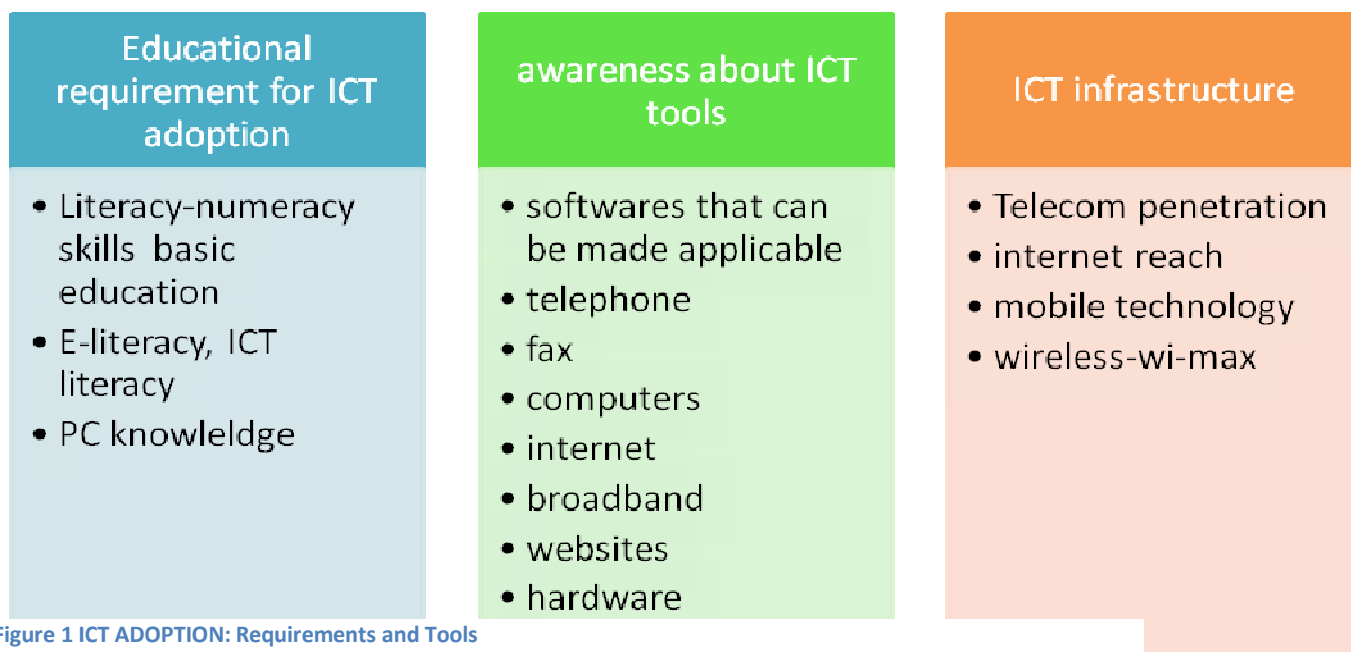 Educational
requirement for ICT
adoption
• Literacy-numeracy
skills basic
education
• E-literacy, ICT
literacy
• PC knowleldge
awareness about ICT
tools
• softwares that can
be made applicable
• telephone
• fax
• computers
• internet
• broadband
• websites
• hardware
ICT infrastructure
• Telecom penetration
• internet reach
• mobile technology
• wireless-wi-max
Figure 1 ICT ADOPTION: Requirements and Tools